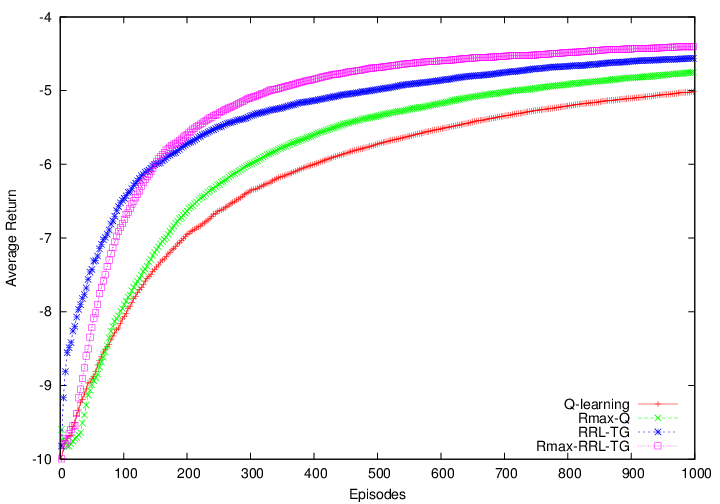 -4
-5
-6
-7
-8
-9
-10
Average Return
0 100 200 300 400 500 600 700 800 900 1000
Episodes
Q-learning
Rmax-Q
RRL-TG
Rmax-RRL-TG